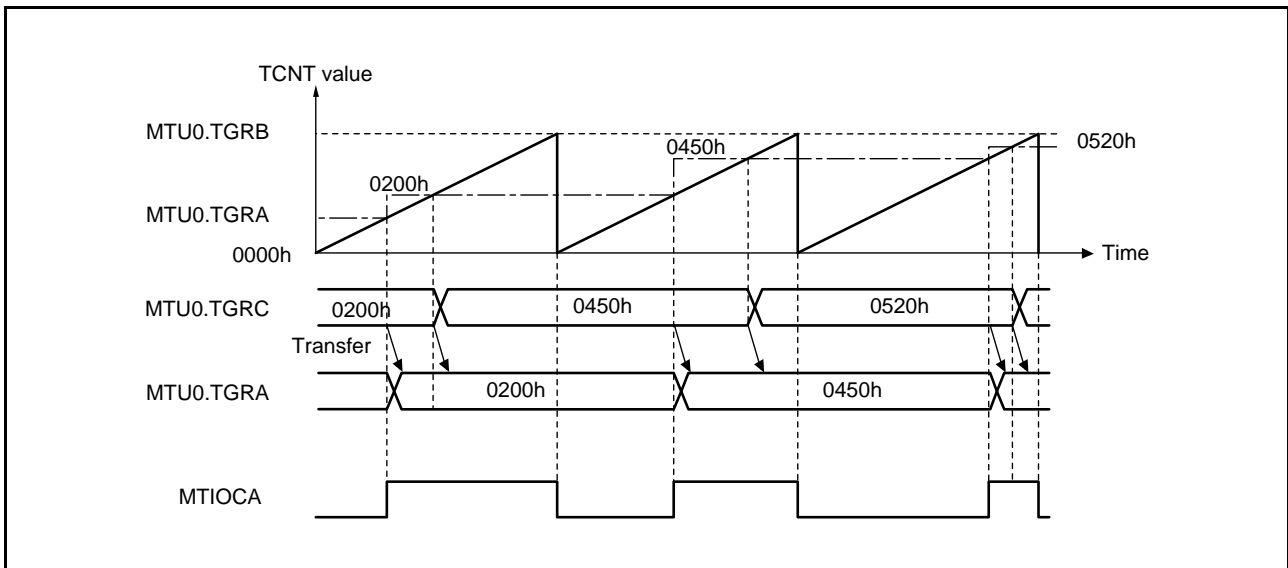 TCNT value
MTU0.TGRB
0520h
0450h
0200h
MTU0.TGRA
0000h
Time
MTU0.TGRC
0200h
0450h
0520h
Transfer
MTU0.TGRA
0200h
0450h
MTIOCA